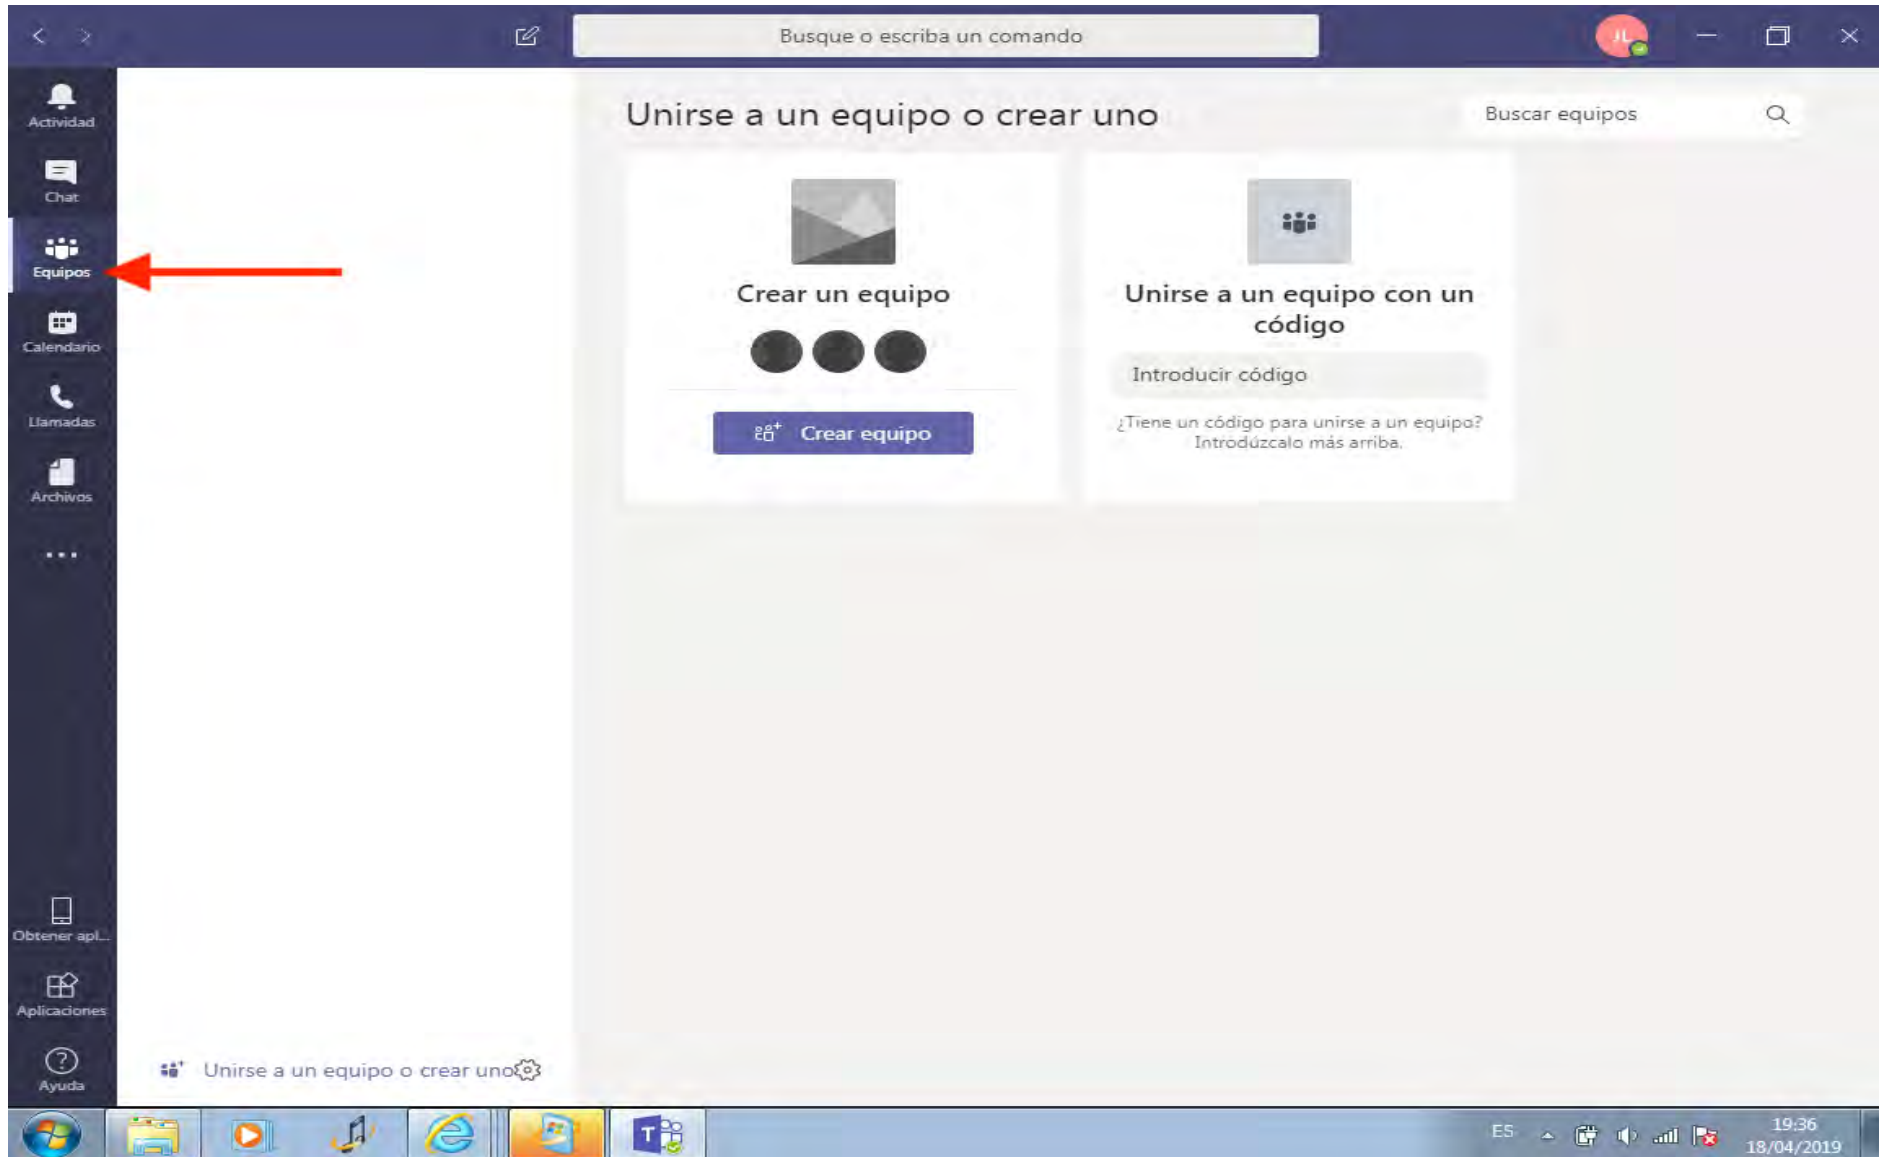 Busque o escriba un comando
JL
Actividad
Chat
Equipos
Calendario
Llamadas
Archivos
Obtener apl...
Aplicaciones
Ayuda
Unirse a un equipo o crear uno
Unirse a un equipo o crear uno
Buscar equipos
Crear un equipo
Crear equipo
Unirse a un equipo con un
código
Introducir código
¿Tiene un código para unirse a un equipo?
Introdúzcalo más arriba.
T
ES
19:36
18/04/2019